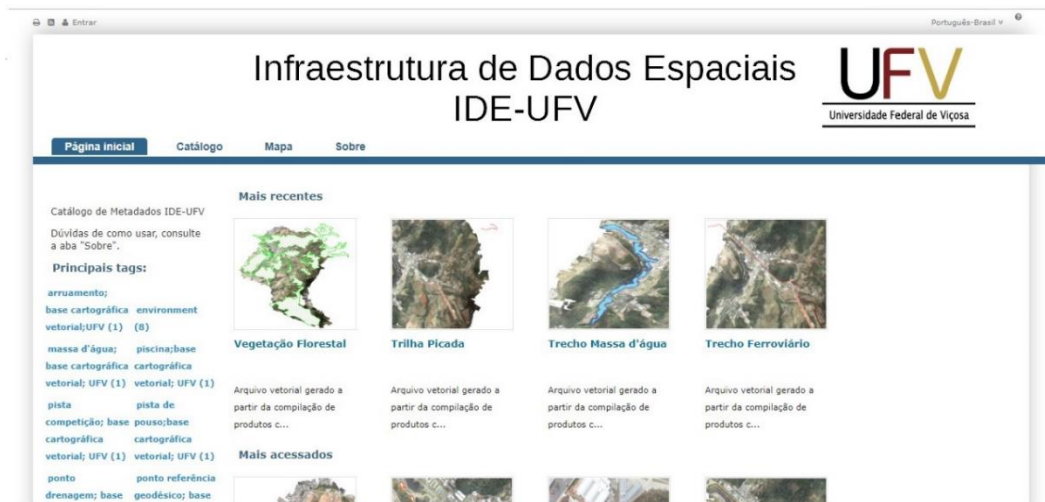 Entrar
Português-Brasil
Infraestrutura de Dados Espaciais
IDE-UFV
UFV
Universidade Federal de Viçosa
Página inicial
Catálogo
Mapa
Sobre
Catálogo de Metadados IDE-UFV
Dúvidas de como usar, consulte
a aba "Sobre".
Principais tags:
arruamento;
base cartográfica environment
vetorial;UFV (1) (8)
massa d'água; piscina;base
base cartográfica cartográfica
vetorial; UFV (1) vetorial; UFV (1)
pista pista de
competição; base pouso;base
cartográfica cartográfica
vetorial; UFV (1) vetorial; UFV (1)
ponto ponto referência
drenagem; base geodésico; base
Mais recentes
Vegetação Florestal
Arquivo vetorial gerado a
partir da compilação de
produtos c...
Trilha Picada
Arquivo vetorial gerado a
partir da compilação de
produtos c...
Trecho Massa d'água
Arquivo vetorial gerado a
partir da compilação de
produtos c...
Trecho Ferroviário
Arquivo vetorial gerado a
partir da compilação de
produtos c...
Mais acessados